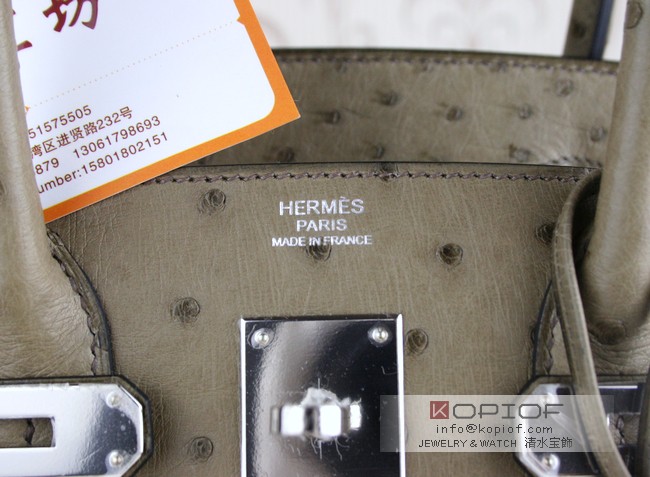 坊
51575505
湾区进贤路232号
879 13061798693
umber:15801802151
HERMÈS
PARIS
MADE IN FRANCE
KOPIOF
info@kopiof.com
JEWELRY & WATCH 清水宝飾